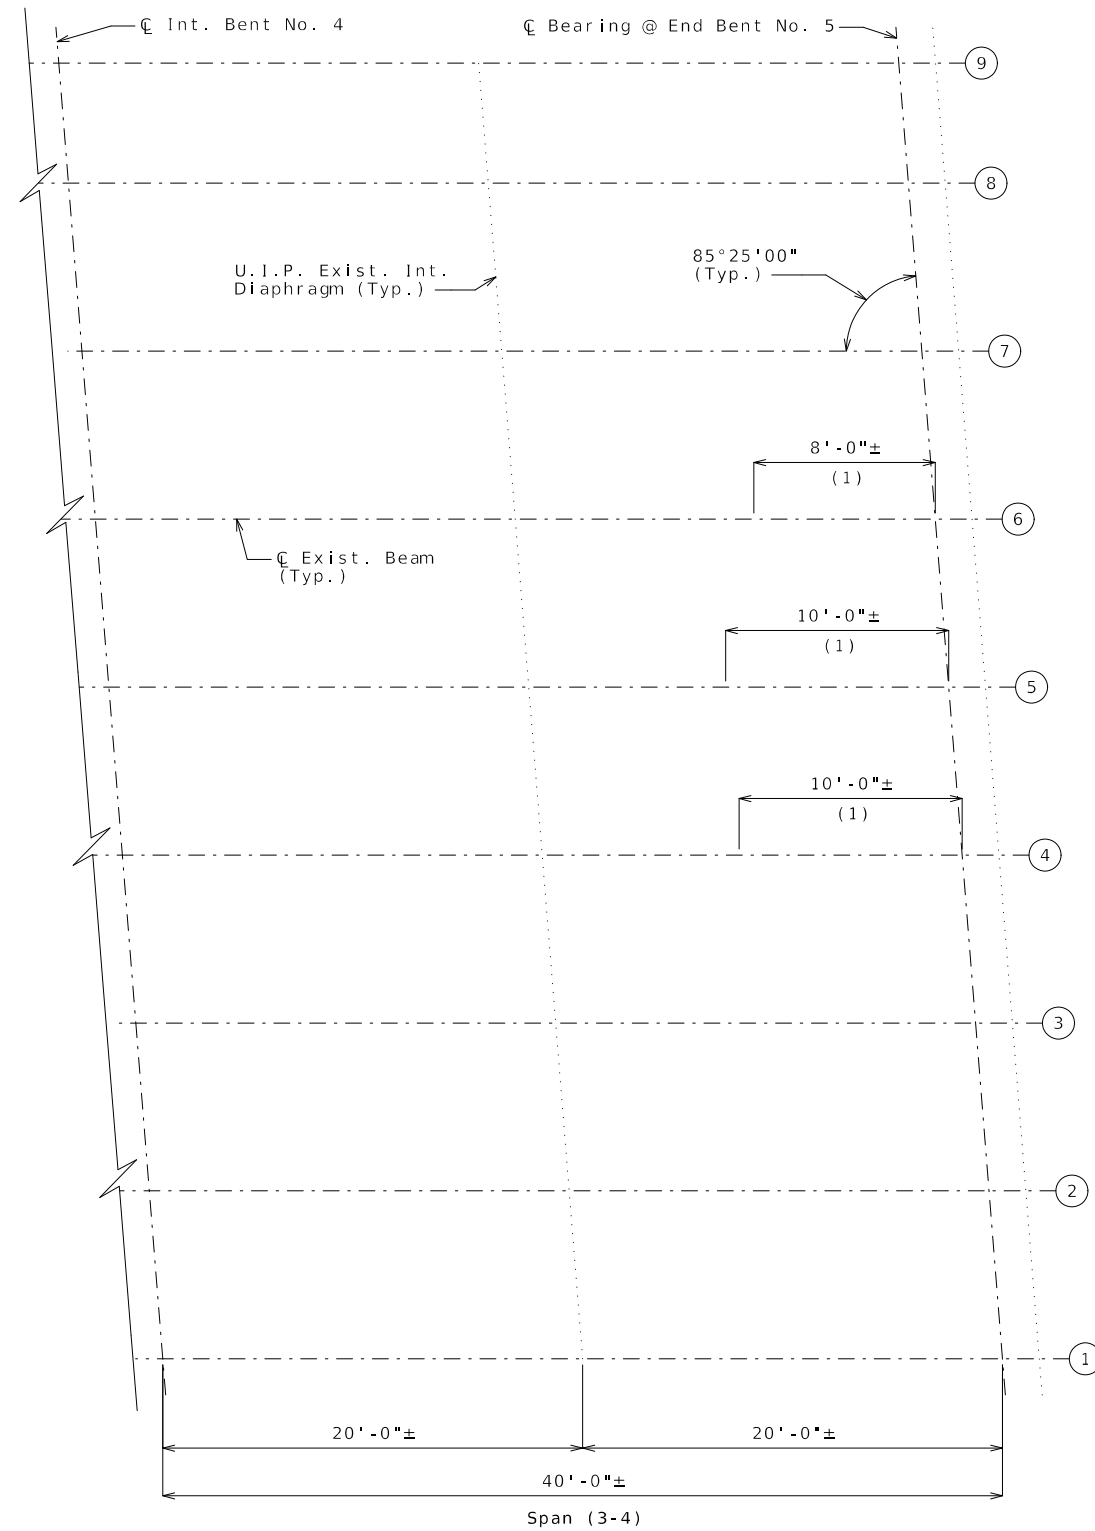 ℄ Int. Bent No. 4
℄ Bearing @ End Bent No. 5
9
8
U.I.P. Exist. Int.
Diaphragm (Typ.)
85°25'00"
(Typ.)
7
8'-0"±
(1)
6
℄ Exist. Beam
(Typ.)
10'-0"±
(1)
5
10'-0"±
(1)
4
3
2
1
20'-0"±
20'-0"±
40'-0"±
Span (3-4)